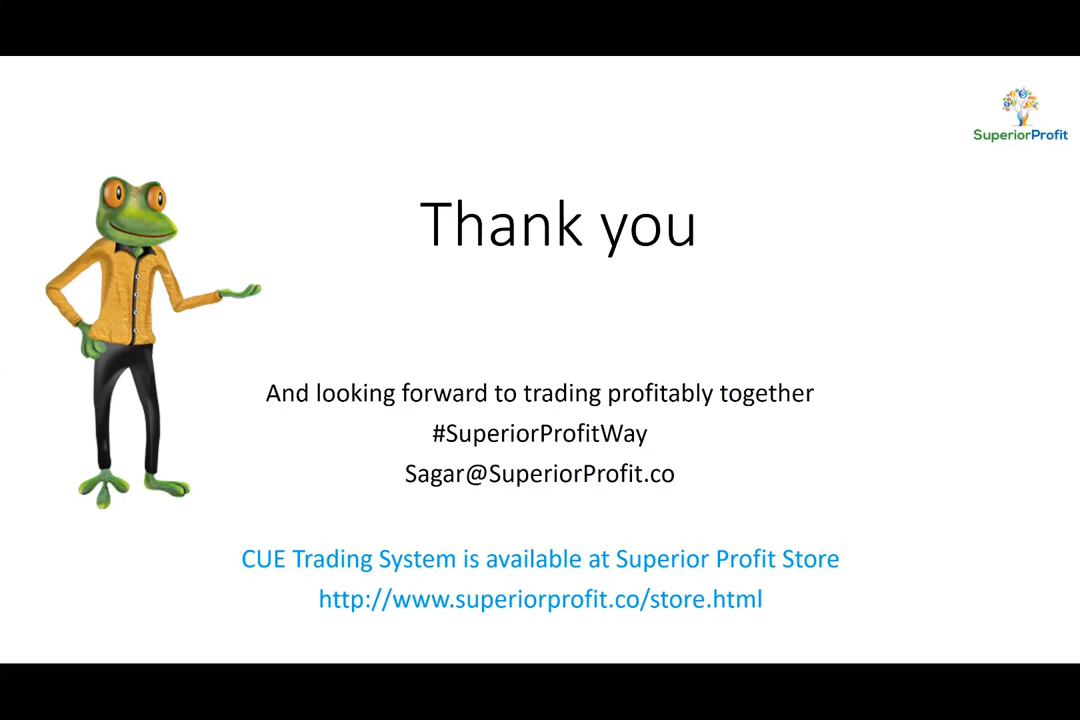 SuperiorProfit
Thank you
And looking forward to trading profitably together
#SuperiorProfitWay
Sagar@SuperiorProfit.co
CUE Trading System is available at Superior Profit Store
http://www.superiorprofit.co/store.html